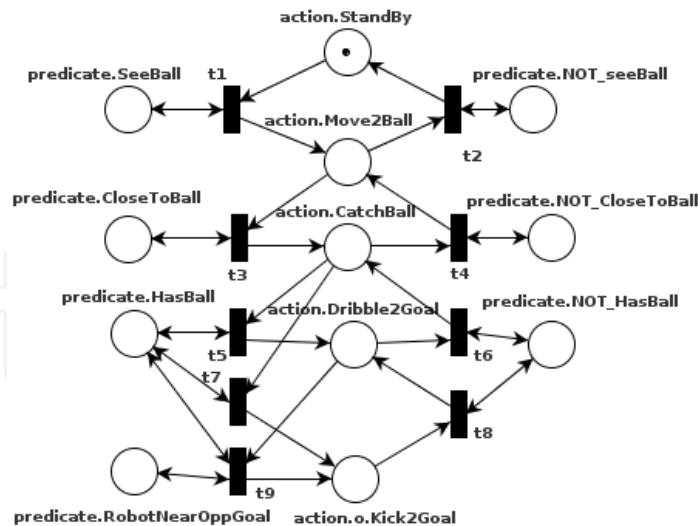 action.StandBy
predicate.SeeBall
t1
predicate.NOT_seeBall
action.Move2Ball
t2
predicate.CloseToBall
predicate.NOT_CloseToBall
action.CatchBall
t3
t4
predicate.HasBall
predicate.NOT_HasBall
action.Dribble2Goal
t5
t6
t7
t8
t9
predicate.RobotNearOppGoal
action.o.Kick2Goal